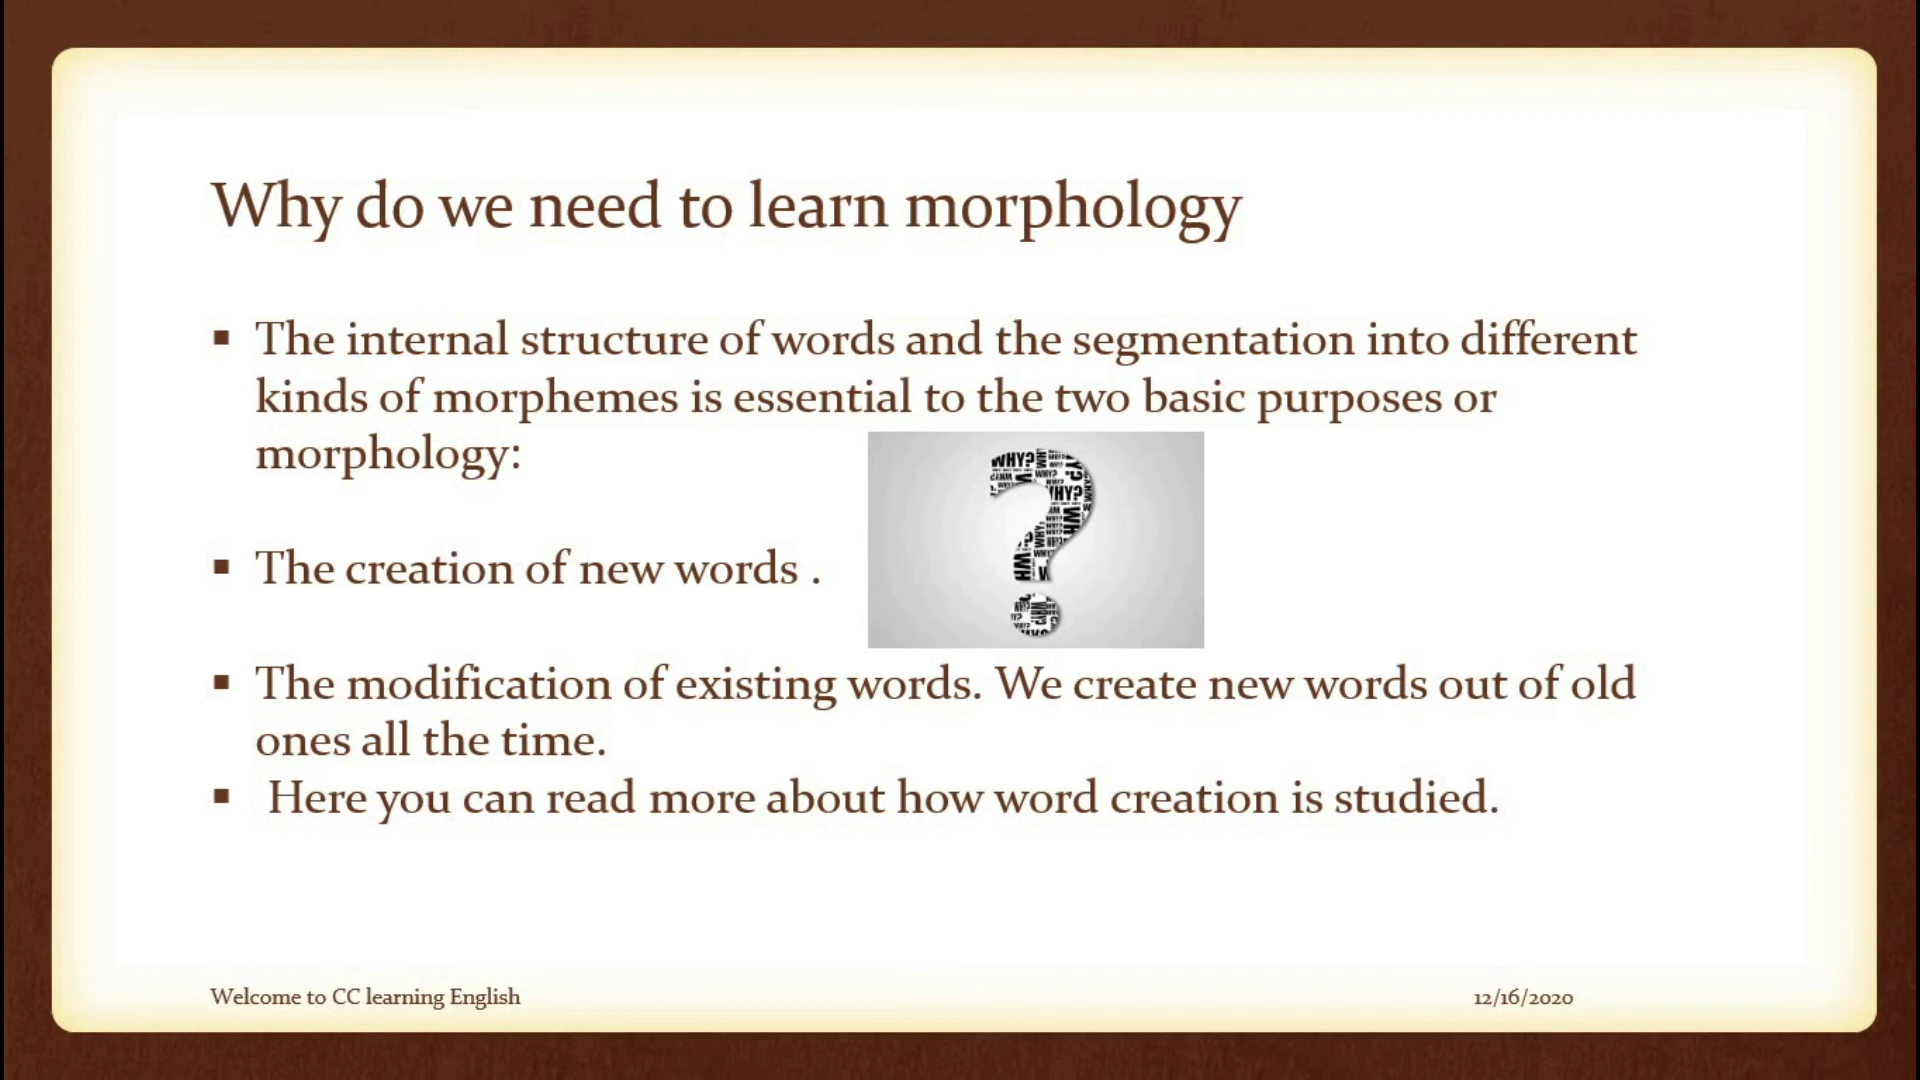 Why do we need to learn morphology
▪ The internal structure of words and the segmentation into different
kinds of morphemes is essential to the two basic purposes or
morphology:
WHY?
▪ The creation of new words .
▪ The modification of existing words. We create new words out of old
ones all the time.
▪ Here you can read more about how word creation is studied.
Welcome to CC learning English
12/16/2020